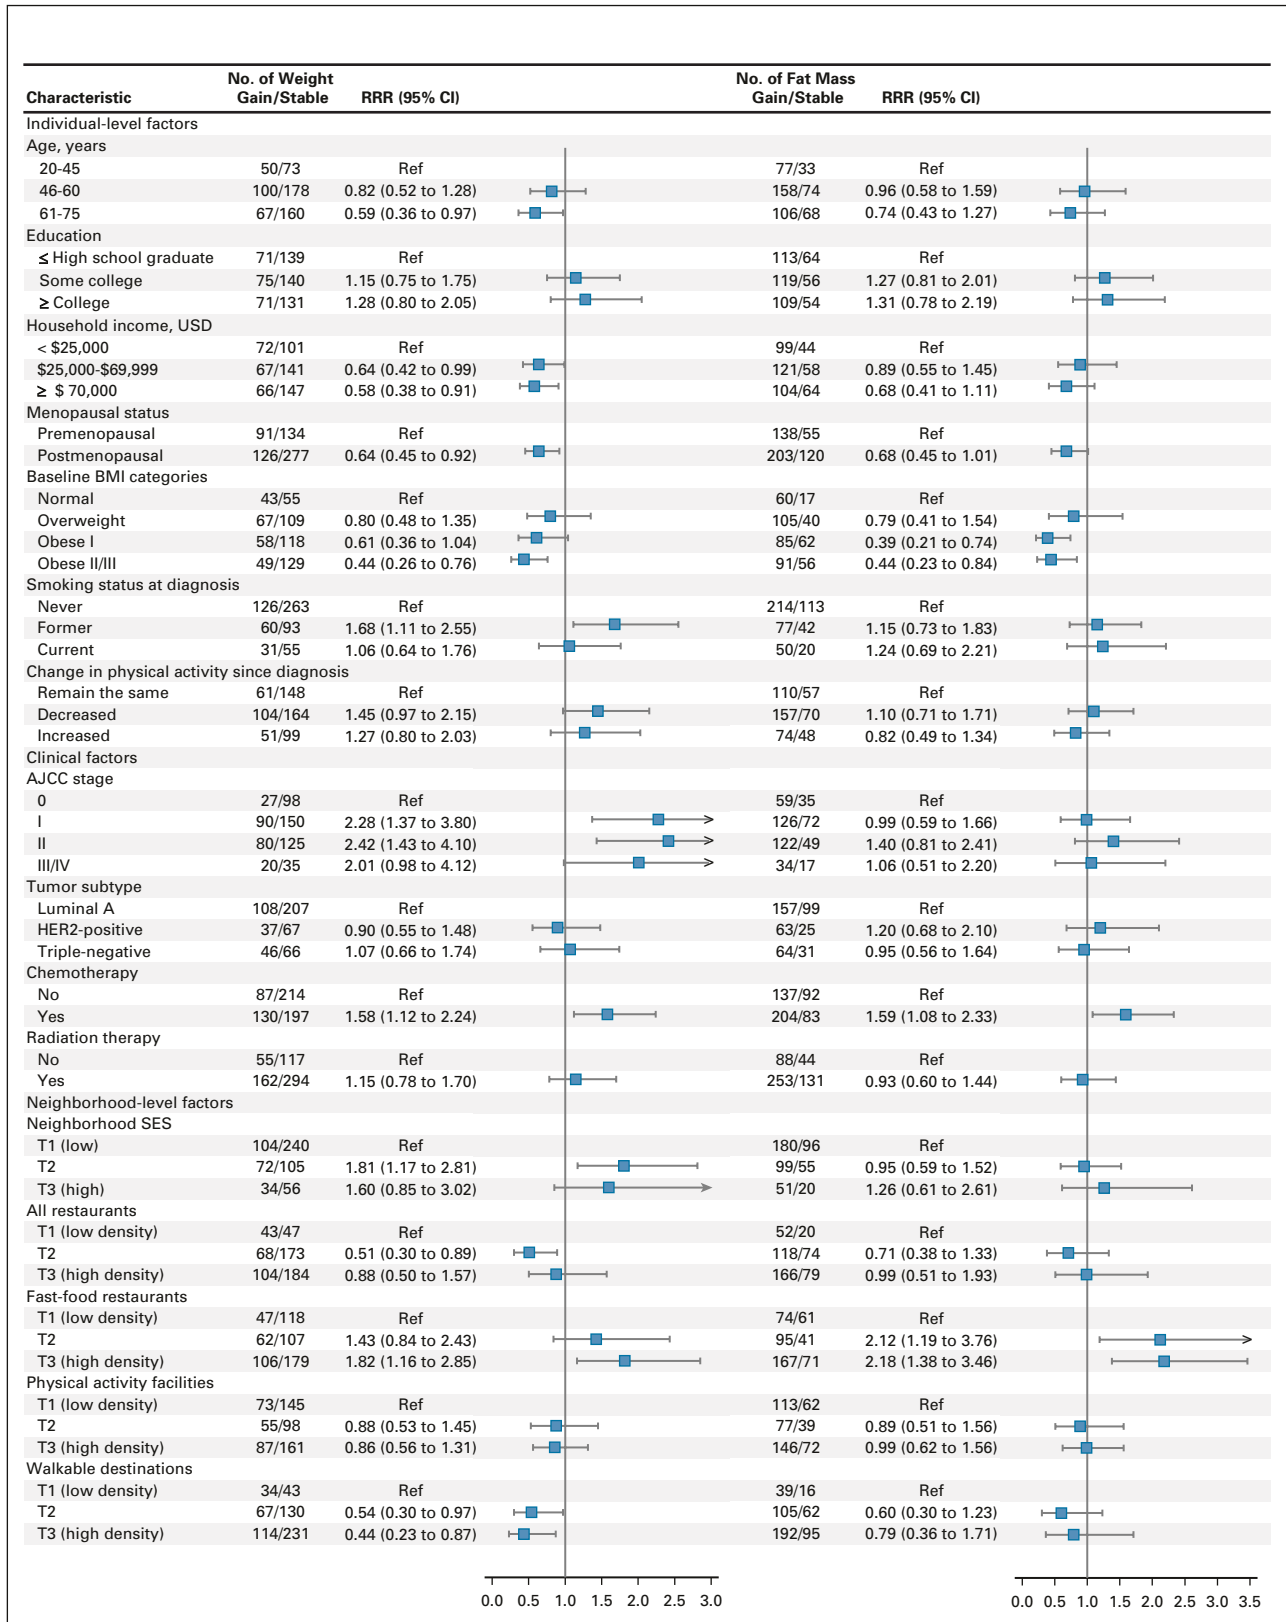 No. of Weight No. of Fat Mass
Characteristic Gain/Stable RRR (95% CI) Gain/Stable RRR (95% CI)
Individual-level factors
Age, years
20-45 50/73 Ref 77/33 Ref
46-60 100/178 0.82 (0.52 to 1.28) 158/74 0.96 (0.58 to 1.59)
61-75 67/160 0.59 (0.36 to 0.97) 106/68 0.74 (0.43 to 1.27)
Education
≤ High school graduate 71/139 Ref 113/64 Ref
Some college 75/140 1.15 (0.75 to 1.75) 119/56 1.27 (0.81 to 2.01)
≥ College 71/131 1.28 (0.80 to 2.05) 109/54 1.31 (0.78 to 2.19)
Household income, USD
< $25,000 72/101 Ref 99/44 Ref
$25,000-$69,999 67/141 0.64 (0.42 to 0.99) 121/58 0.89 (0.55 to 1.45)
≥ $ 70,000 66/147 0.58 (0.38 to 0.91) 104/64 0.68 (0.41 to 1.11)
Menopausal status
Premenopausal 91/134 Ref 138/55 Ref
Postmenopausal 126/277 0.64 (0.45 to 0.92) 203/120 0.68 (0.45 to 1.01)
Baseline BMI categories
Normal 43/55 Ref 60/17 Ref
Overweight 67/109 0.80 (0.48 to 1.35) 105/40 0.79 (0.41 to 1.54)
Obese I 58/118 0.61 (0.36 to 1.04) 85/62 0.39 (0.21 to 0.74)
Obese II/III 49/129 0.44 (0.26 to 0.76) 91/56 0.44 (0.23 to 0.84)
Smoking status at diagnosis
Never 126/263 Ref 214/113 Ref
Former 60/93 1.68 (1.11 to 2.55) 77/42 1.15 (0.73 to 1.83)
Current 31/55 1.06 (0.64 to 1.76) 50/20 1.24 (0.69 to 2.21)
Change in physical activity since diagnosis
Remain the same 61/148 Ref 110/57 Ref
Decreased 104/164 1.45 (0.97 to 2.15) 157/70 1.10 (0.71 to 1.71)
Increased 51/99 1.27 (0.80 to 2.03) 74/48 0.82 (0.49 to 1.34)
Clinical factors
AJCC stage
0 27/98 Ref 59/35 Ref
I 90/150 2.28 (1.37 to 3.80) 126/72 0.99 (0.59 to 1.66)
II 80/125 2.42 (1.43 to 4.10) 122/49 1.40 (0.81 to 2.41)
III/IV 20/35 2.01 (0.98 to 4.12) 34/17 1.06 (0.51 to 2.20)
Tumor subtype
Luminal A 108/207 Ref 157/99 Ref
HER2-positive 37/67 0.90 (0.55 to 1.48) 63/25 1.20 (0.68 to 2.10)
Triple-negative 46/66 1.07 (0.66 to 1.74) 64/31 0.95 (0.56 to 1.64)
Chemotherapy
No 87/214 Ref 137/92 Ref
Yes 130/197 1.58 (1.12 to 2.24) 204/83 1.59 (1.08 to 2.33)
Radiation therapy
No 55/117 Ref 88/44 Ref
Yes 162/294 1.15 (0.78 to 1.70) 253/131 0.93 (0.60 to 1.44)
Neighborhood-level factors
Neighborhood SES
T1 (low) 104/240 Ref 180/96 Ref
T2 72/105 1.81 (1.17 to 2.81) 99/55 0.95 (0.59 to 1.52)
T3 (high) 34/56 1.60 (0.85 to 3.02) 51/20 1.26 (0.61 to 2.61)
All restaurants
T1 (low density) 43/47 Ref 52/20 Ref
T2 68/173 0.51 (0.30 to 0.89) 118/74 0.71 (0.38 to 1.33)
T3 (high density) 104/184 0.88 (0.50 to 1.57) 166/79 0.99 (0.51 to 1.93)
Fast-food restaurants
T1 (low density) 47/118 Ref 74/61 Ref
T2 62/107 1.43 (0.84 to 2.43) 95/41 2.12 (1.19 to 3.76)
T3 (high density) 106/179 1.82 (1.16 to 2.85) 167/71 2.18 (1.38 to 3.46)
Physical activity facilities
T1 (low density) 73/145 Ref 113/62 Ref
T2 55/98 0.88 (0.53 to 1.45) 77/39 0.89 (0.51 to 1.56)
T3 (high density) 87/161 0.86 (0.56 to 1.31) 146/72 0.99 (0.62 to 1.56)
Walkable destinations
T1 (low density) 34/43 Ref 39/16 Ref
T2 67/130 0.54 (0.30 to 0.97) 105/62 0.60 (0.30 to 1.23)
T3 (high density) 114/231 0.44 (0.23 to 0.87) 192/95 0.79 (0.36 to 1.71)
0.0 0.5 1.0 1.5 2.0 2.5 3.0 0.0 0.5 1.0 1.5 2.0 2.5 3.0 3.5